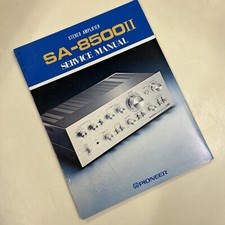 STEREO AMPLIFIER
SA-8500II
SERVICE MANUAL
PIONEER